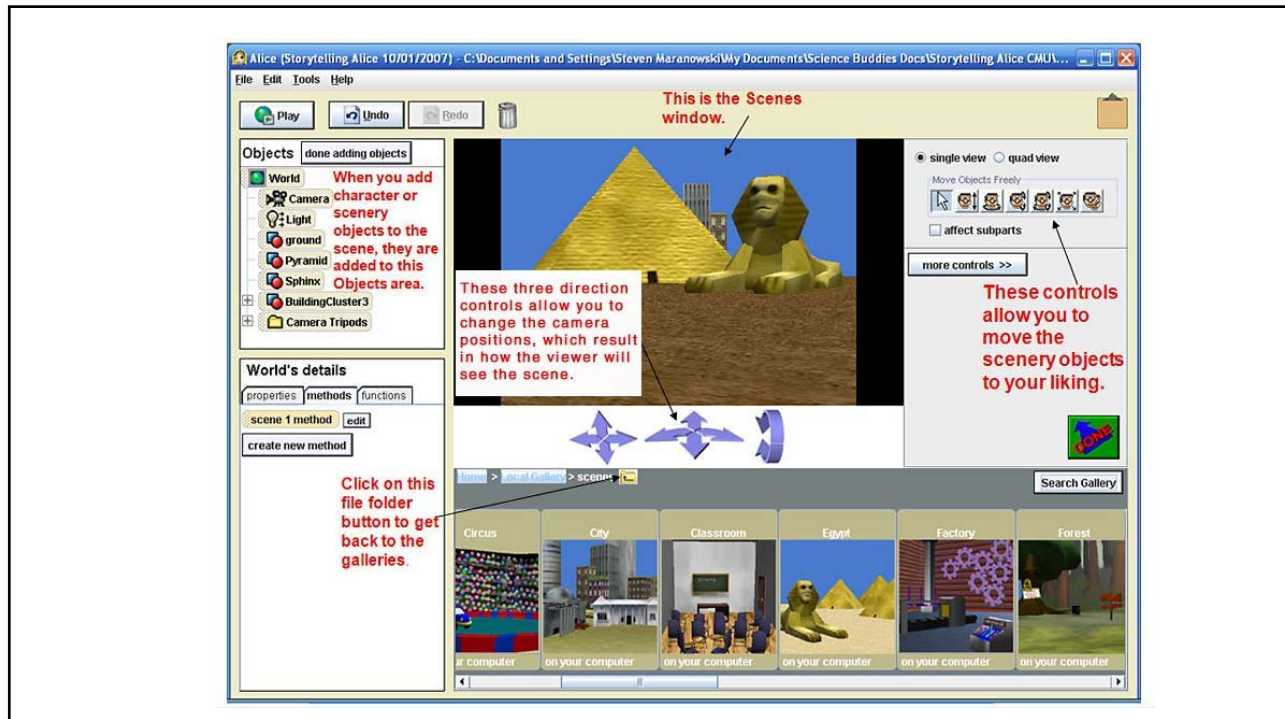 Alice (Storytelling Alice 10/01/2007) - C:\Documents and Settings\Steven Maranowski\My Documents\Science Buddies Docs\Storytelling Alice CMU\...
File Edit Tools Help
Play
Undo
Redo
This is the Scenes
window.
Objects
done adding objects
World
Camera
Light
ground
Pyramid
Sphinx
BuildingCluster3
Camera Tripods
When you add
character or
scenery
objects to the
scene, they are
added to this
Objects area.
These three direction
controls allow you to
change the camera
positions, which result
in how the viewer will
see the scene.
single view quad view
Move Objects Freely
affect subparts
more controls >>
These controls
allow you to
move the
scenery objects
to your liking.
DONE
World's details
properties methods functions
scene 1 method edit
create new method
Click on this
file folder
button to get
back to the
galleries.
Home > Local Gallery > scenes
Search Gallery
Circus City Classroom Egypt Factory Forest
ur computer on your computer on your computer on your computer on your computer on your computer